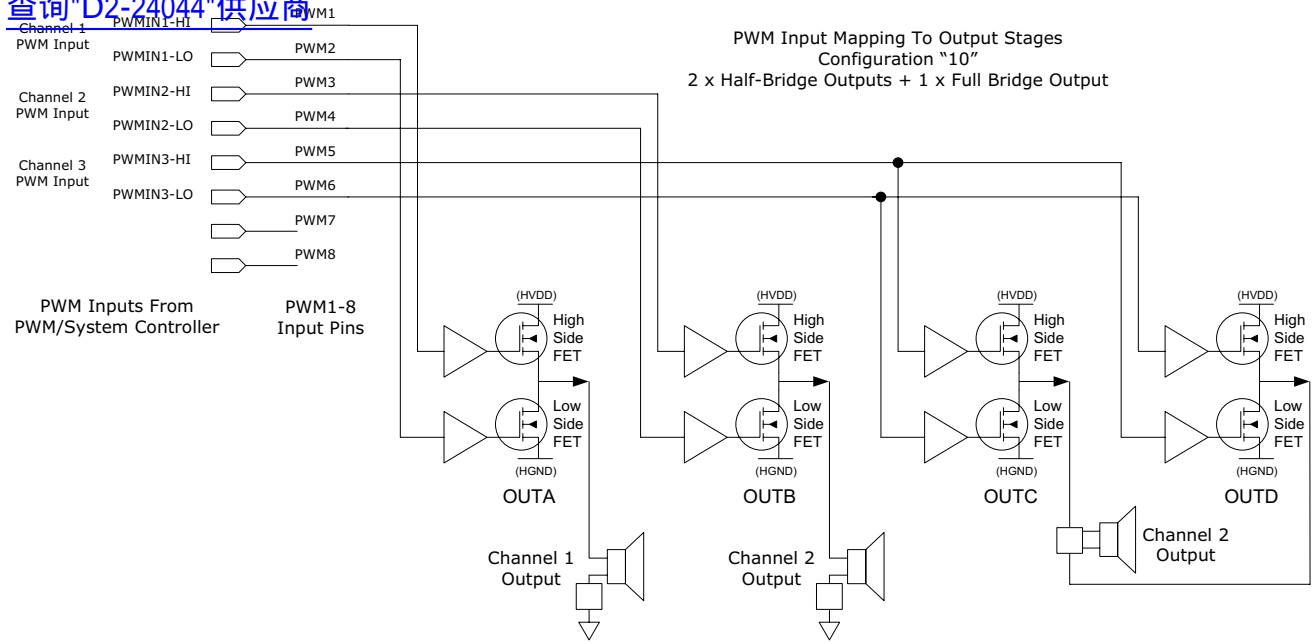 查询"D2-24044"供应商
Channel 1
PWM Input
PWMIN1-HI
PWM1
PWMIN1-LO
PWM2
Channel 2
PWM Input
PWMIN2-HI
PWM3
PWMIN2-LO
PWM4
Channel 3
PWM Input
PWMIN3-HI
PWM5
PWMIN3-LO
PWM6
PWM7
PWM8
PWM Inputs From
PWM/System Controller
PWM1-8
Input Pins
PWM Input Mapping To Output Stages
Configuration “10”
2 x Half-Bridge Outputs + 1 x Full Bridge Output
(HVDD)
High
Side
FET
Low
Side
FET
(HGND)
OUTA
(HVDD)
High
Side
FET
Low
Side
FET
(HGND)
OUTB
(HVDD)
High
Side
FET
Low
Side
FET
(HGND)
OUTC
(HVDD)
High
Side
FET
Low
Side
FET
(HGND)
OUTD
Channel 1
Output
Channel 2
Output
Channel 2
Output